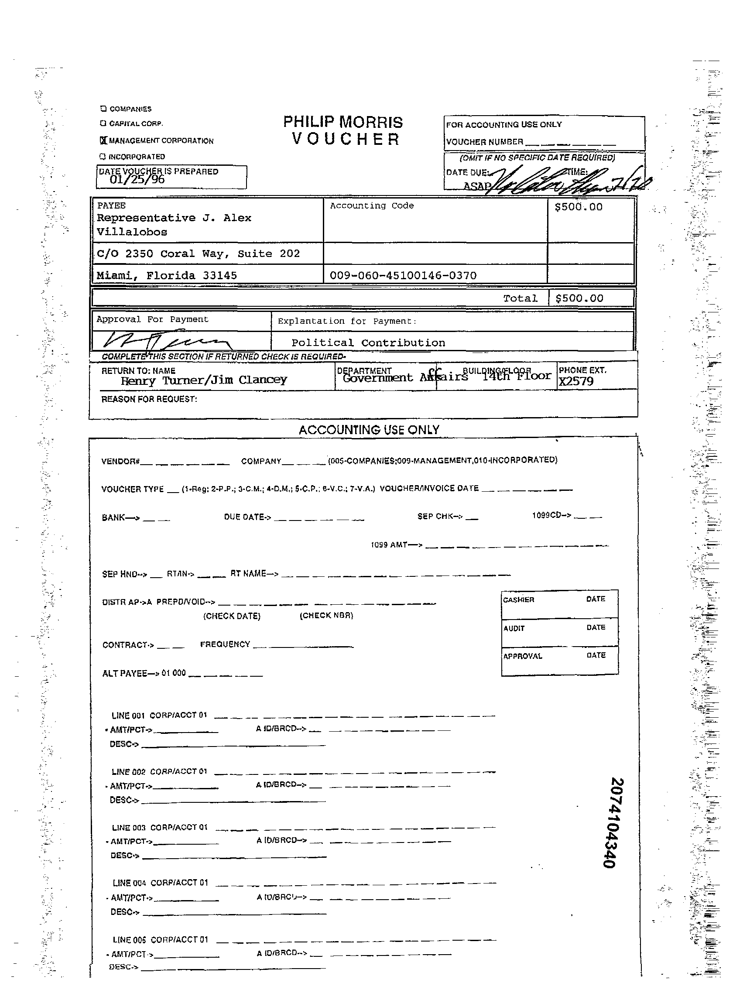 COMPANIES
CAPITAL CORP.
MANAGEMENT CORPORATION
INCORPORATED
PHILIP MORRIS
VOUCHER
FOR ACCOUNTING USE ONLY
VOUCHER NUMBER
(OMIT IF NO SPECIFIC DATE REQUIRED)
DATE VOUCHER IS PREPARED
01/25/96
DATE DUE: TIME:
ASAP
PAYEE
Representative J. Alex
Villalobos
Accounting Code
$500.00
C/O 2350 Coral Way, Suite 202
Miami, Florida 33145
009-060-45100146-0370
Total $500.00
Approval For Payment
Explantation for Payment:
Political Contribution
COMPLETE THIS SECTION IF RETURNED CHECK IS REQUIRED-
RETURN TO: NAME
Henry Turner/Jim Clancey
DEPARTMENT
Government Affairs
BUILDING/FLOOR
14th Floor
PHONE EXT.
X2579
REASON FOR REQUEST:
ACCOUNTING USE ONLY
VENDOR# COMPANY (005-COMPANIES;009-MANAGEMENT,010-INCORPORATED)
VOUCHER TYPE (1-Reg; 2-P.P.; 3-C.M.; 4-D.M.; 5-C.P.; 6-V.C.; 7-V.A.) VOUCHER/INVOICE DATE
BANK--> DUE DATE-> SEP CHK--> 1099CD-->
1099 AMT-->
SEP HND--> RT/IN-> RT NAME-->
DISTR AP->A PREPD/VOID-->
(CHECK DATE) (CHECK NBR)
CASHIER DATE
AUDIT DATE
CONTRACT-> FREQUENCY
APPROVAL DATE
ALT PAYEE--> 01 000
LINE 001 CORP/ACCT 01
- AMT/PCT-> A ID/BRCD-->
DESC->
LINE 002 CORP/ACCT 01
- AMT/PCT-> A ID/BRCD-->
DESC->
LINE 003 CORP/ACCT 01
- AMT/PCT-> A ID/BRCD-->
DESC->
LINE 004 CORP/ACCT 01
- AMT/PCT-> A ID/BRCD-->
DESC->
LINE 005 CORP/ACCT 01
- AMT/PCT-> A ID/BRCD-->
DESC->
2074104340